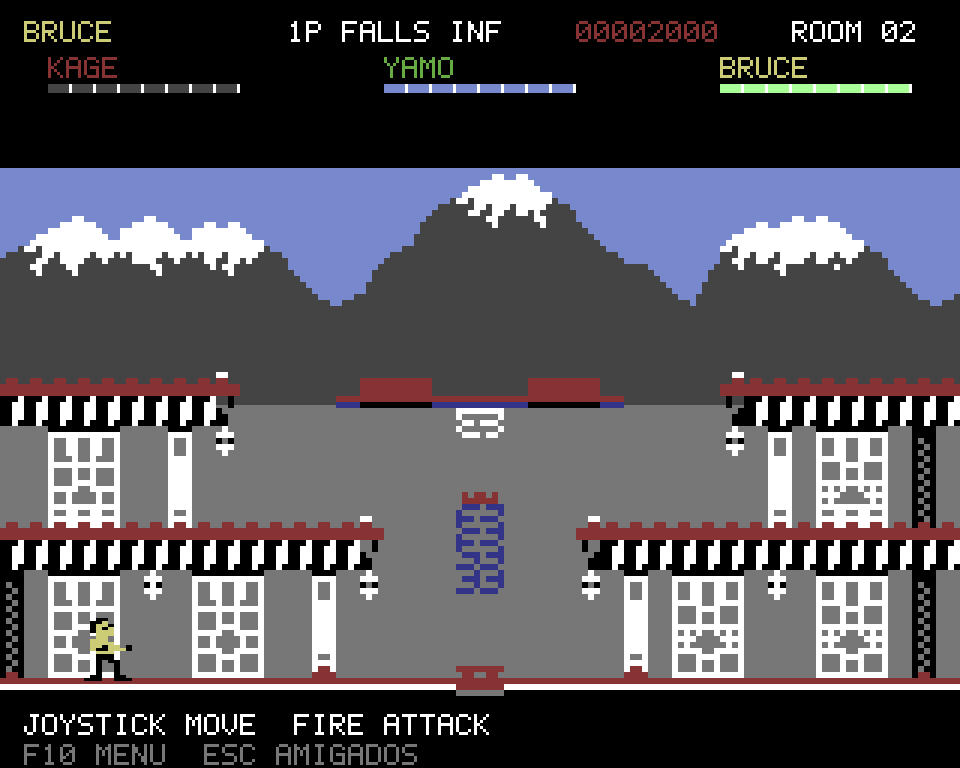 BRUCE 1P FALLS INF 00002000 ROOM 02
KAGE YAMO BRUCE
JOYSTICK MOVE FIRE ATTACK
F10 MENU ESC AMIGADOS